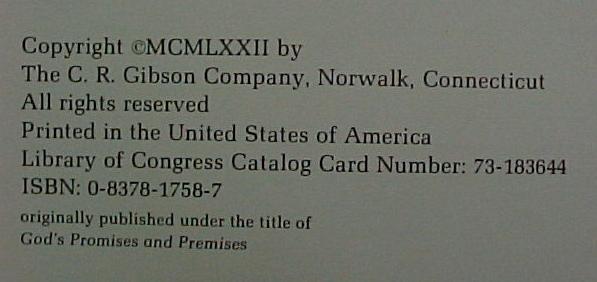 Copyright ©MCMLXXII by
The C. R. Gibson Company, Norwalk, Connecticut
All rights reserved
Printed in the United States of America
Library of Congress Catalog Card Number: 73-183644
ISBN: 0-8378-1758-7
originally published under the title of
God's Promises and Premises